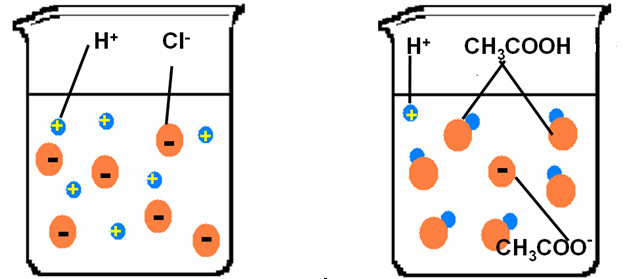 H⁺ Cl⁻
H⁺ CH₃COOH
+ + + + + +
- - - - - -
+
-
CH₃COO⁻